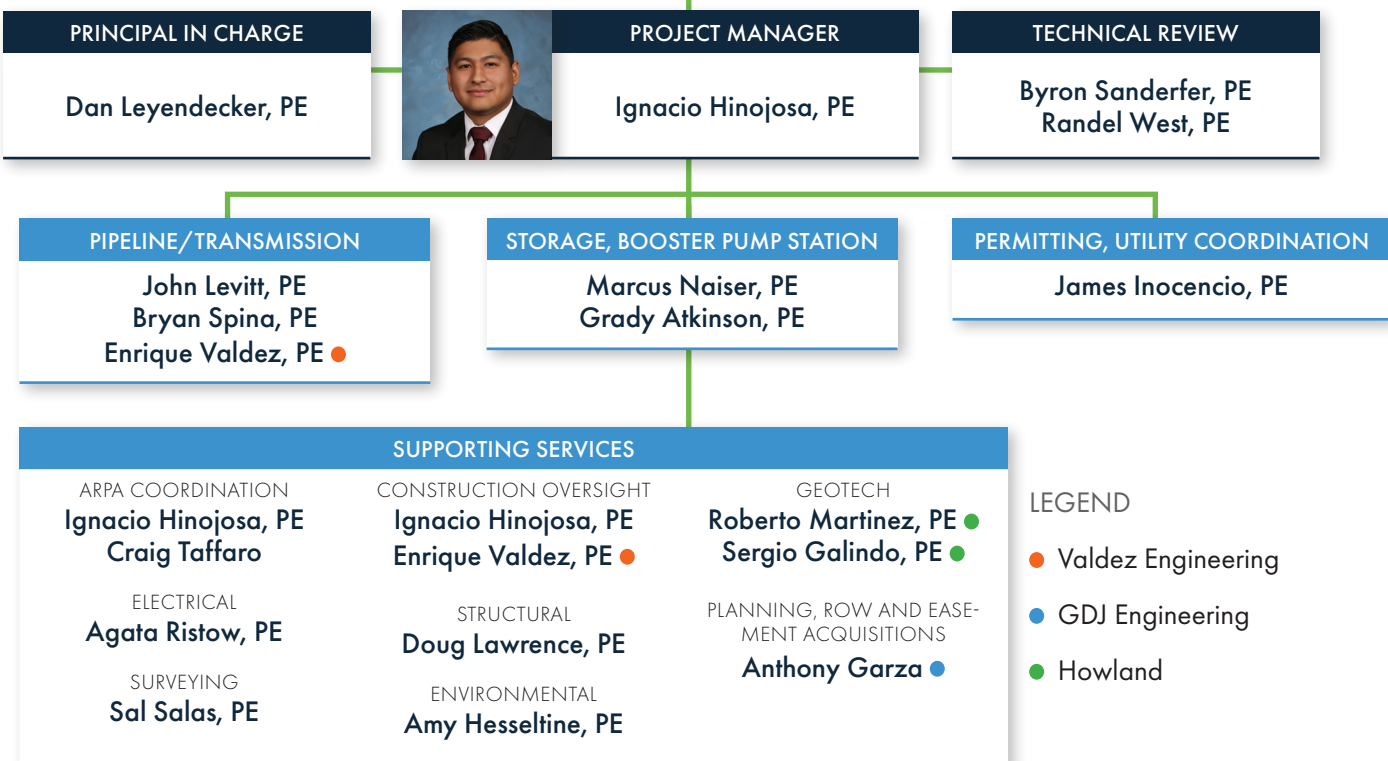 PRINCIPAL IN CHARGE
Dan Leyendecker, PE
PROJECT MANAGER
Ignacio Hinojosa, PE
TECHNICAL REVIEW
Byron Sanderfer, PE
Randel West, PE
PIPELINE/TRANSMISSION
John Levitt, PE
Bryan Spina, PE
Enrique Valdez, PE
STORAGE, BOOSTER PUMP STATION
Marcus Naiser, PE
Grady Atkinson, PE
PERMITTING, UTILITY COORDINATION
James Inocencio, PE
SUPPORTING SERVICES
ARPA COORDINATION
Ignacio Hinojosa, PE
Craig Taffaro
ELECTRICAL
Agata Ristow, PE
SURVEYING
Sal Salas, PE
CONSTRUCTION OVERSIGHT
Ignacio Hinojosa, PE
Enrique Valdez, PE
STRUCTURAL
Doug Lawrence, PE
ENVIRONMENTAL
Amy Hesseltine, PE
GEOTECH
Roberto Martinez, PE
Sergio Galindo, PE
PLANNING, ROW AND EASE-
MENT ACQUISITIONS
Anthony Garza
LEGEND
Valdez Engineering
GDJ Engineering
Howland